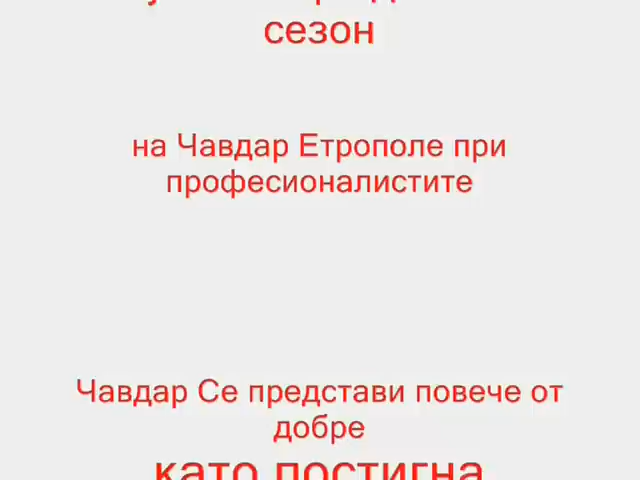 сезон
на Чавдар Етрополе при
професионалистите
Чавдар Се представи повече от
добре
като постигна